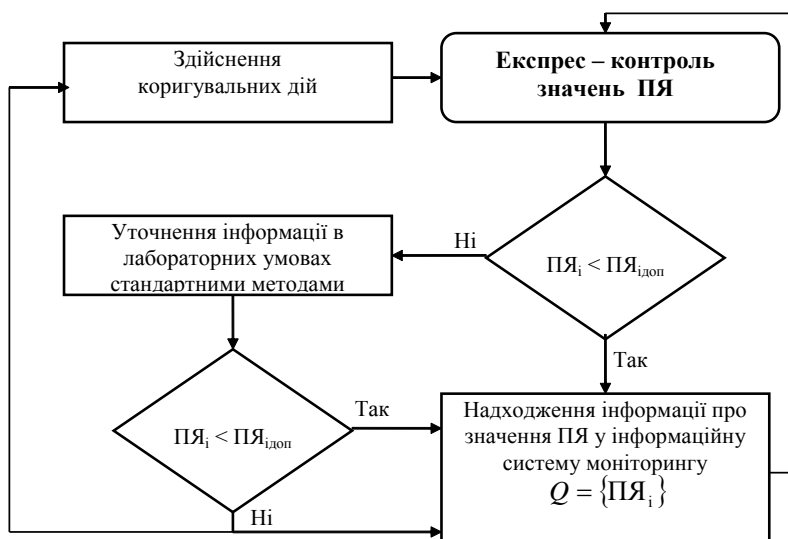 Здійснення
коригувальних дій
Експрес – контроль
значень ПЯ
Ні
ПЯі < ПЯідоп
Так
Уточнення інформації в
лабораторних умовах
стандартними методами
ПЯі < ПЯідоп
Так
Ні
Надходження інформації про
значення ПЯ у інформаційну
систему моніторингу
Q = {ПЯі}